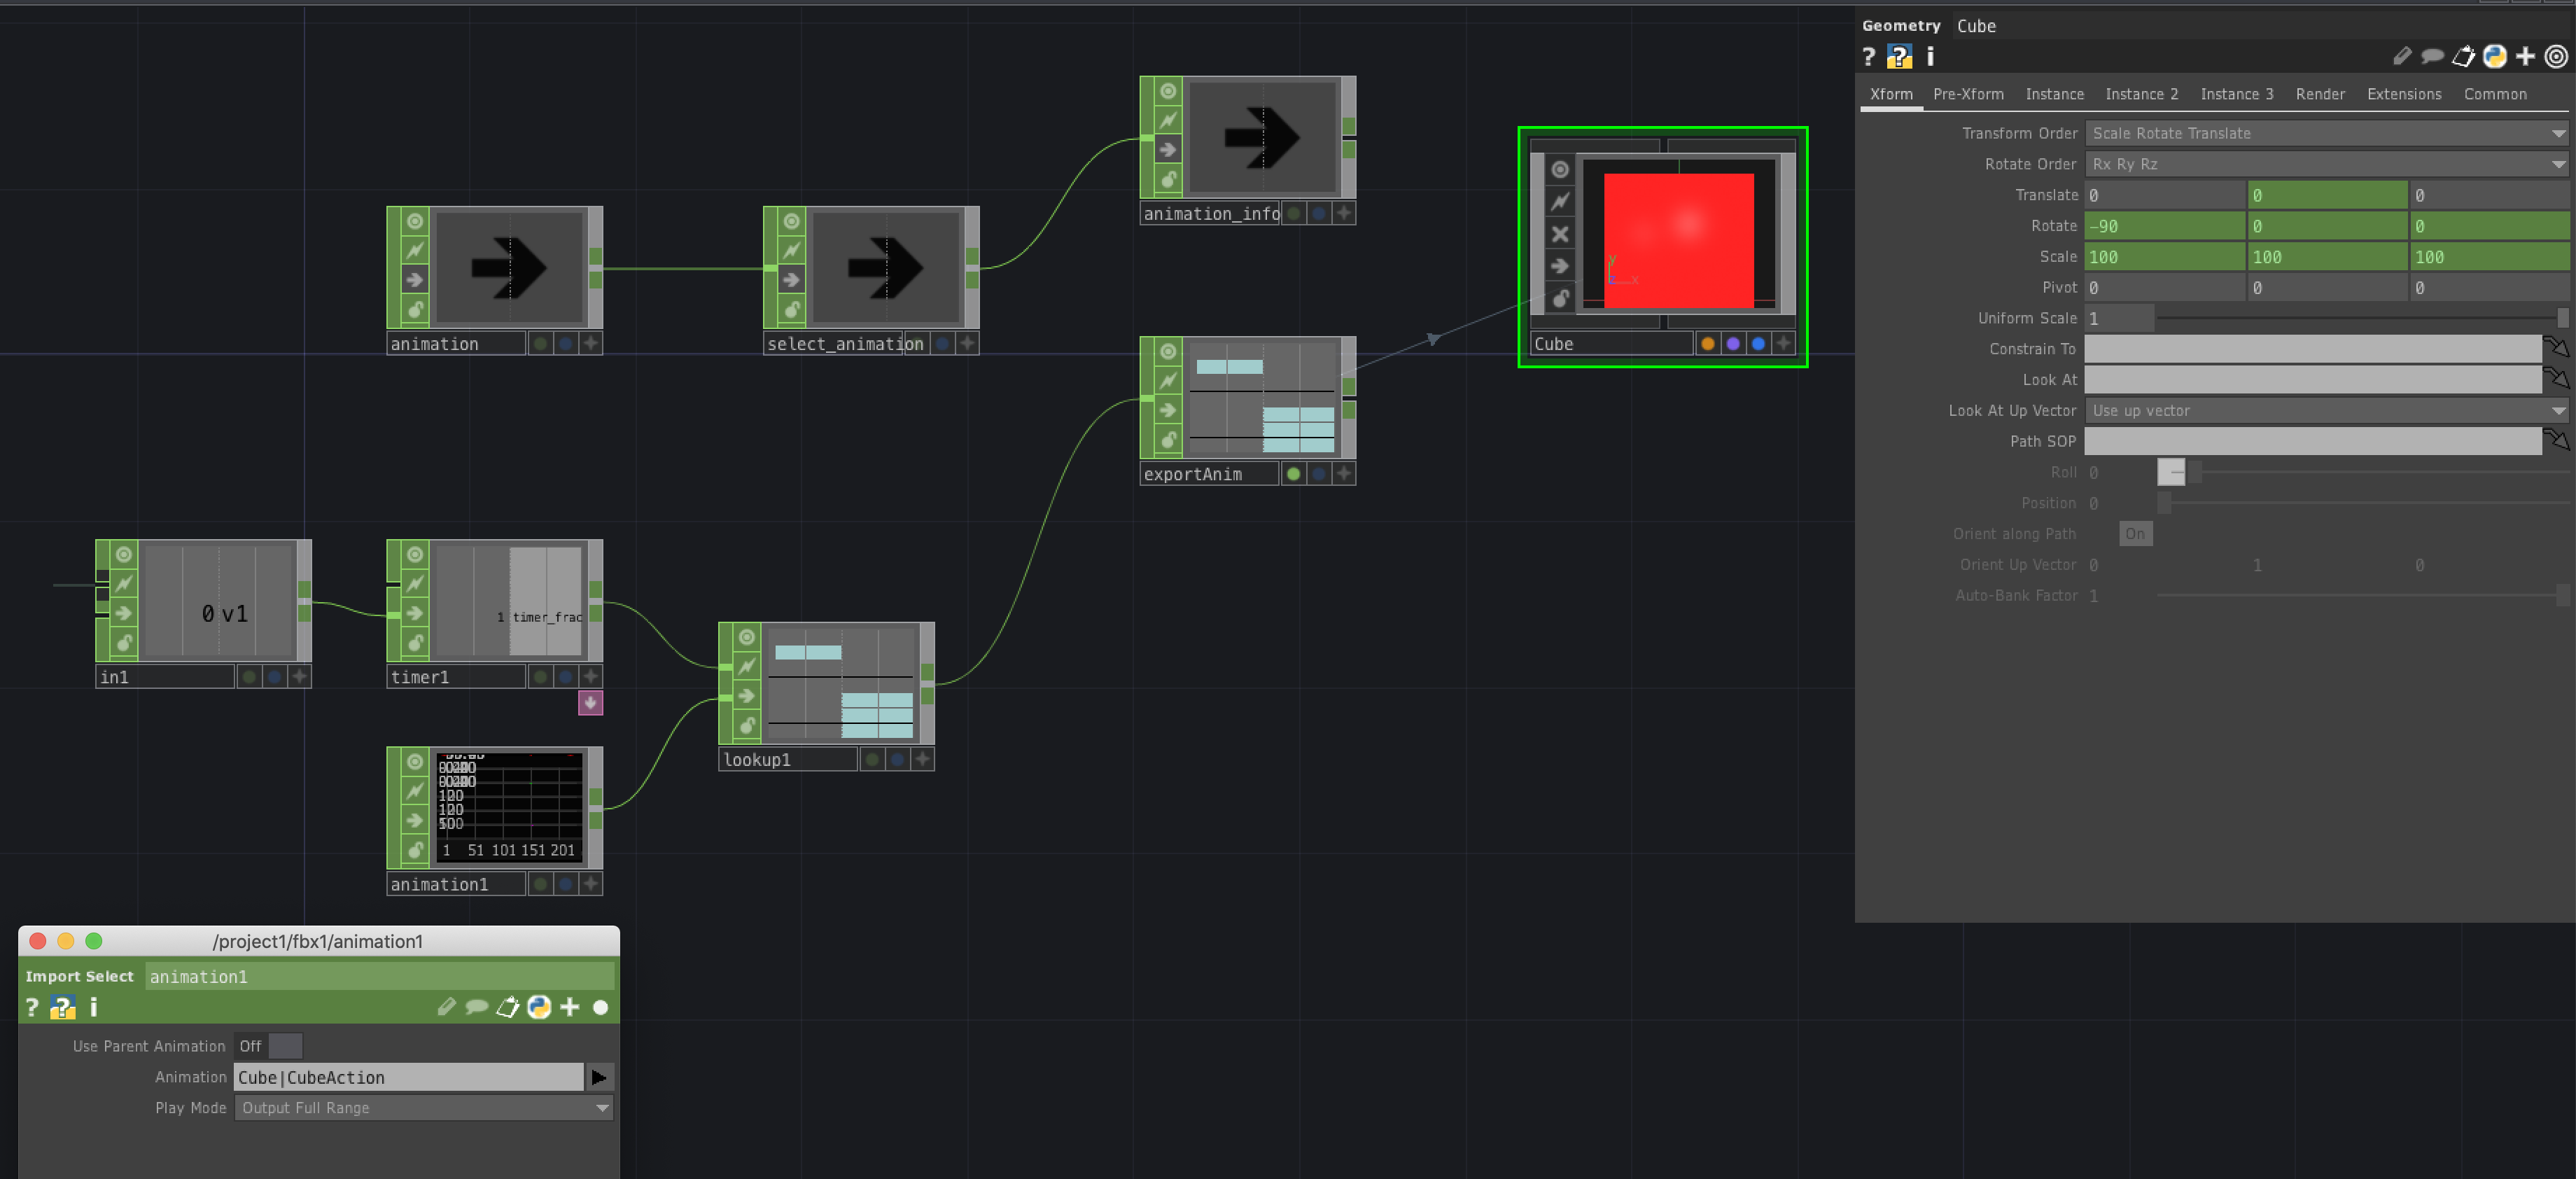 Geometry Cube
? ? i
Xform Pre-Xform Instance Instance 2 Instance 3 Render Extensions Common
Transform Order Scale Rotate Translate
Rotate Order Rx Ry Rz
Translate 0 0 0
Rotate -90 0 0
Scale 100 100 100
Pivot 0 0 0
Uniform Scale 1
Constrain To
Look At
Look At Up Vector Use up vector
Path SOP
Roll 0
Position 0
Orient along Path On
Orient Up Vector 0 1 0
Auto-Bank Factor 1
animation_info
animation
select_animation
y
x
Cube
exportAnim
0 v1
in1
1 timer_frac
timer1
lookup1
120
120
1 51 101 151 201
animation1
/project1/fbx1/animation1
Import Select animation1
? ? i
Use Parent Animation Off
Animation Cube|CubeAction
Play Mode Output Full Range